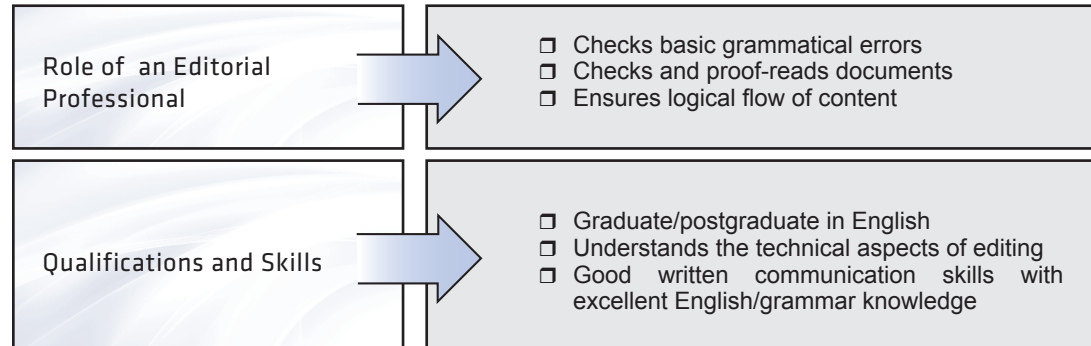 Role of an Editorial
Professional
❒ Checks basic grammatical errors
❒ Checks and proof-reads documents
❒ Ensures logical flow of content
Qualifications and Skills
❒ Graduate/postgraduate in English
❒ Understands the technical aspects of editing
❒ Good written communication skills with
excellent English/grammar knowledge